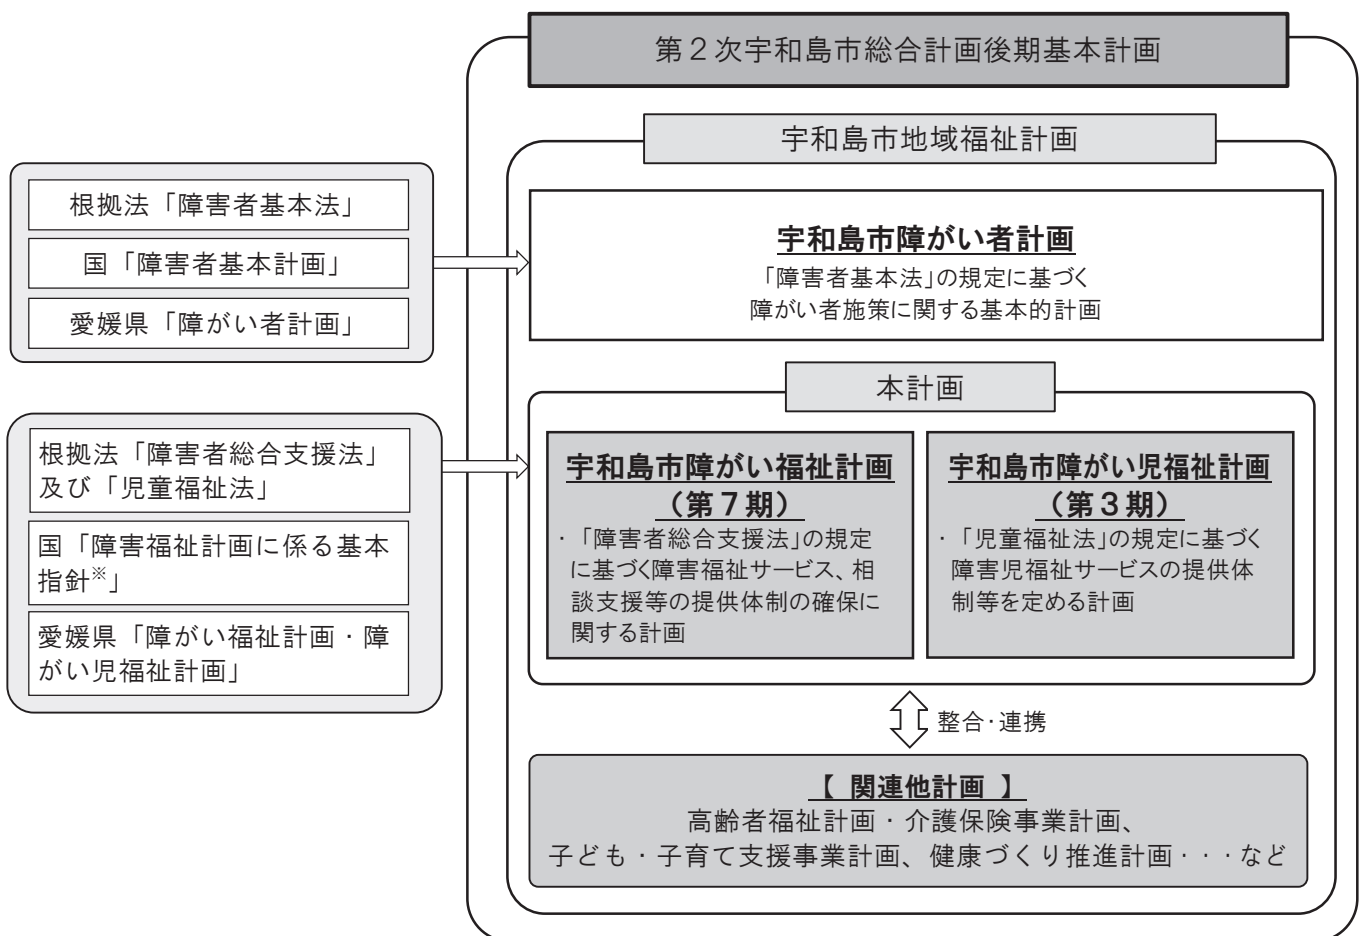 第２次宇和島市総合計画後期基本計画
宇和島市地域福祉計画
根拠法「障害者基本法」
国「障害者基本計画」
愛媛県「障がい者計画」
宇和島市障がい者計画
「障害者基本法」の規定に基づく
障がい者施策に関する基本的計画
本計画
根拠法「障害者総合支援法」
及び「児童福祉法」
国「障害福祉計画に係る基本
指針※」
愛媛県「障がい福祉計画・障
がい児福祉計画」
宇和島市障がい福祉計画
（第７期）
・「障害者総合支援法」の規定
に基づく障害福祉サービス、相
談支援等の提供体制の確保に
関する計画
宇和島市障がい児福祉計画
（第３期）
・「児童福祉法」の規定に基づく
障害児福祉サービスの提供体
制等を定める計画
整合・連携
【 関連他計画 】
高齢者福祉計画・介護保険事業計画、
子ども・子育て支援事業計画、健康づくり推進計画・・・など